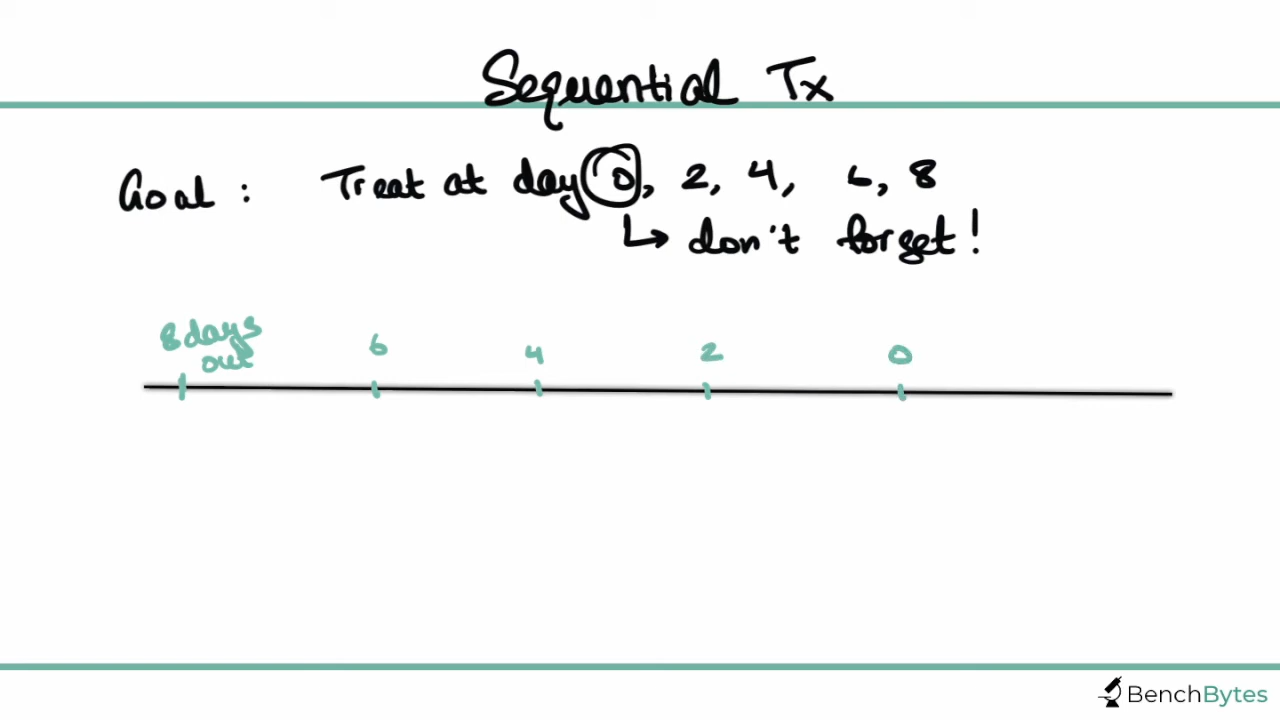 Sequential Tx
Goal : Treat at day 0, 2, 4, 6, 8
↳ don't forget!
8 days out 6 4 2 0
BenchBytes